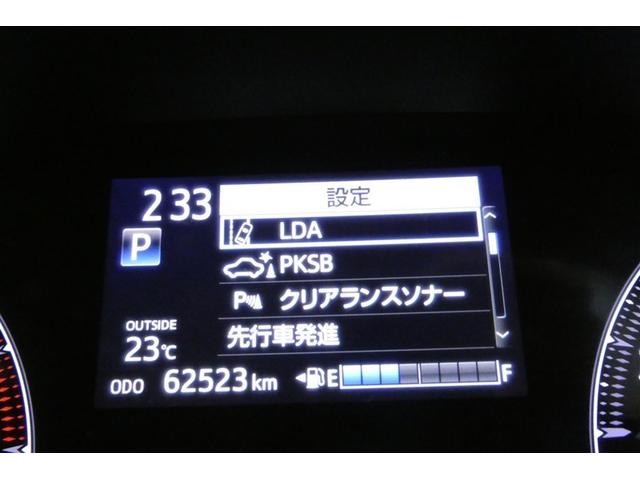 2 33
設定
P
LDA
PKSB
P クリアランスソナー
先行車発進
OUTSIDE
23℃
ODO 62523 km
E F